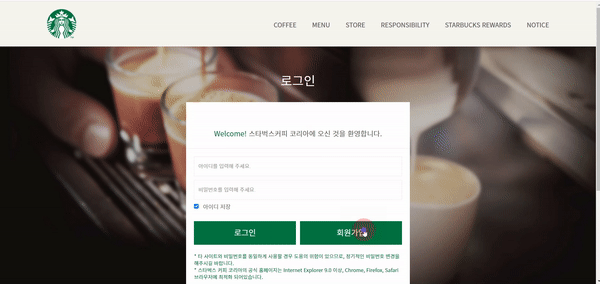 COFFEE MENU STORE RESPONSIBILITY STARBUCKS REWARDS NOTICE
로그인
Welcome! 스타벅스커피 코리아에 오신 것을 환영합니다.
아이디를 입력해 주세요
비밀번호를 입력해 주세요
아이디 저장
로그인 회원가입
* 타 사이트와 비밀번호를 동일하게 사용할 경우 도용의 위험이 있으므로, 정기적인 비밀번호 변경을
해주시길 바랍니다.
* 스타벅스 커피 코리아의 공식 홈페이지는 Internet Explorer 9.0 이상, Chrome, Firefox, Safari
브라우저에 최적화 되어있습니다.